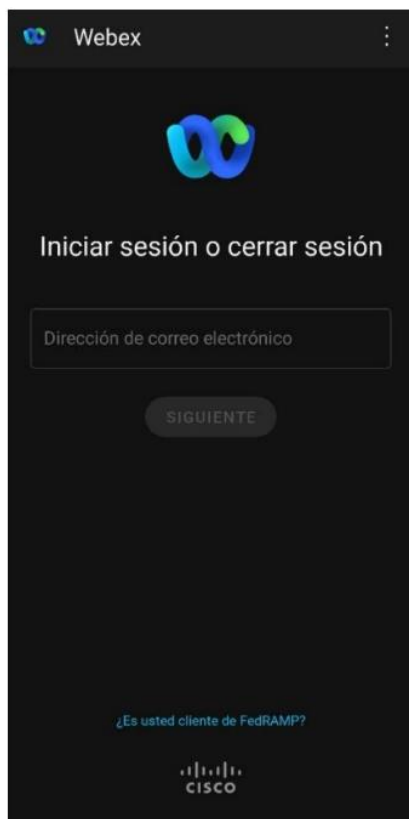 Webex
Iniciar sesión o cerrar sesión
Dirección de correo electrónico
SIGUIENTE
¿Es usted cliente de FedRAMP?
CISCO